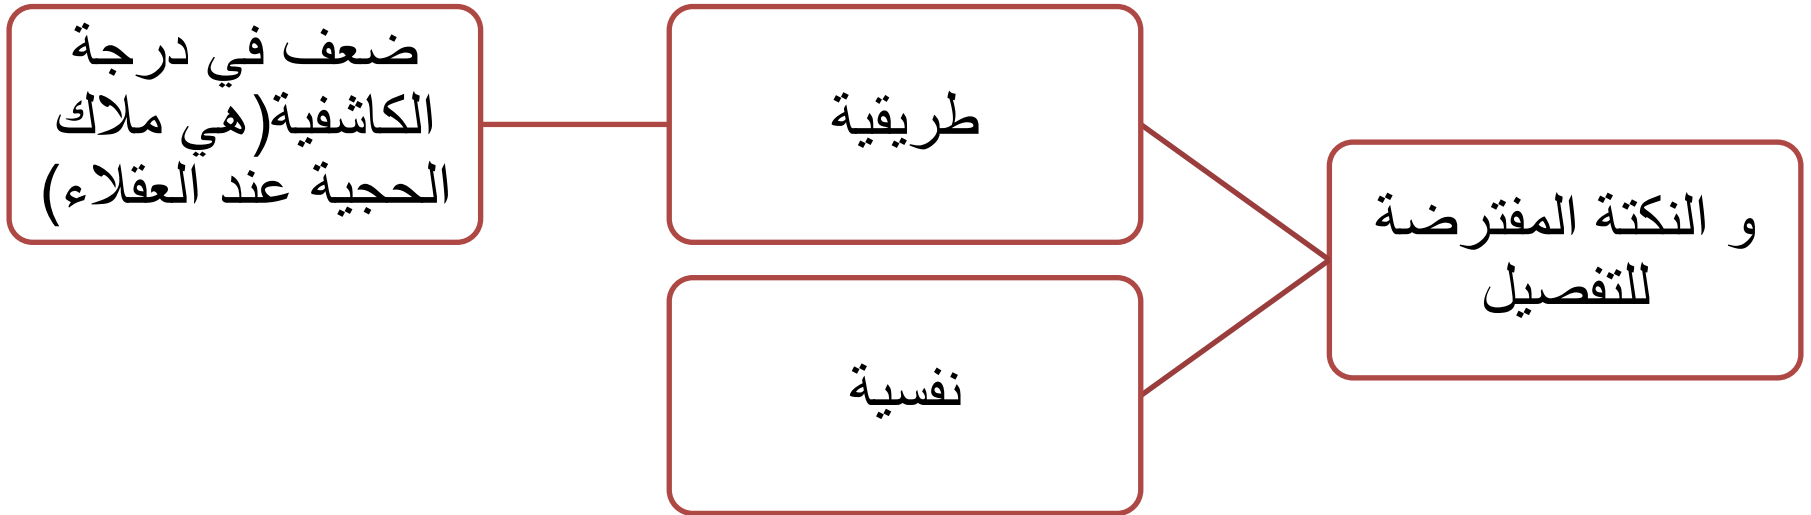 و النكتة المفترضة
للتفصيل
طريقية
ضعف في درجة
الكاشفية(هي ملاك
الحجية عند العقلاء)
نفسية